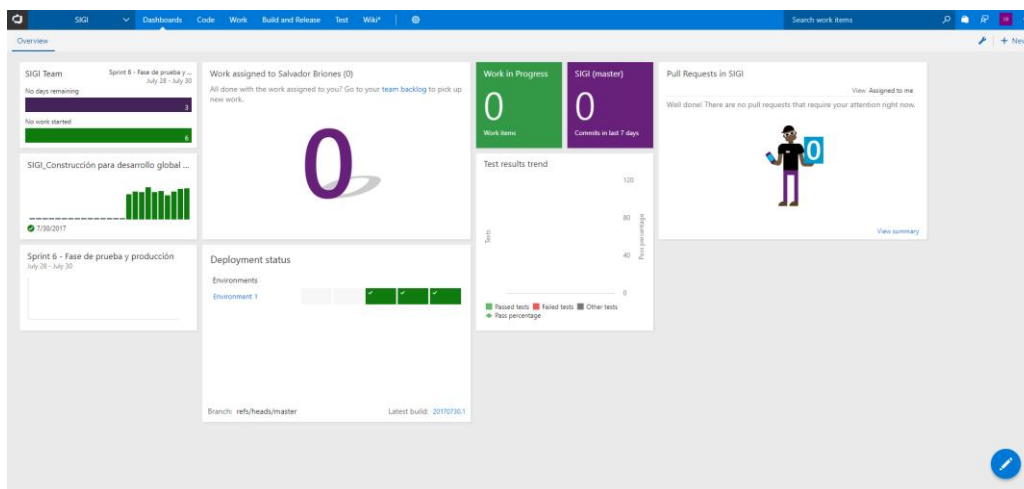 SIGI Dashboards Code Work Build and Release Test Wiki* Search work items
Overview + New
SIGI Team Sprint 6 - Fase de prueba y ...
July 28 - July 30
No days remaining
3
No work started
6
SIGI_Construcción para desarrollo global ...
7/30/2017
Sprint 6 - Fase de prueba y producción
July 28 - July 30
Work assigned to Salvador Briones (0)
All done with the work assigned to you? Go to your team backlog to pick up
new work.
0
Deployment status
Environments
Environment 1
Branch: refs/heads/master Latest build: 20170730.1
Work in Progress
0
Work items
SIGI (master)
0
Commits in last 7 days
Test results trend
120
80
40
0
Tests
Pass percentage
Passed tests Failed tests Other tests
Pass percentage
Pull Requests in SIGI
View Assigned to me
Well done! There are no pull requests that require your attention right now.
0
View summary